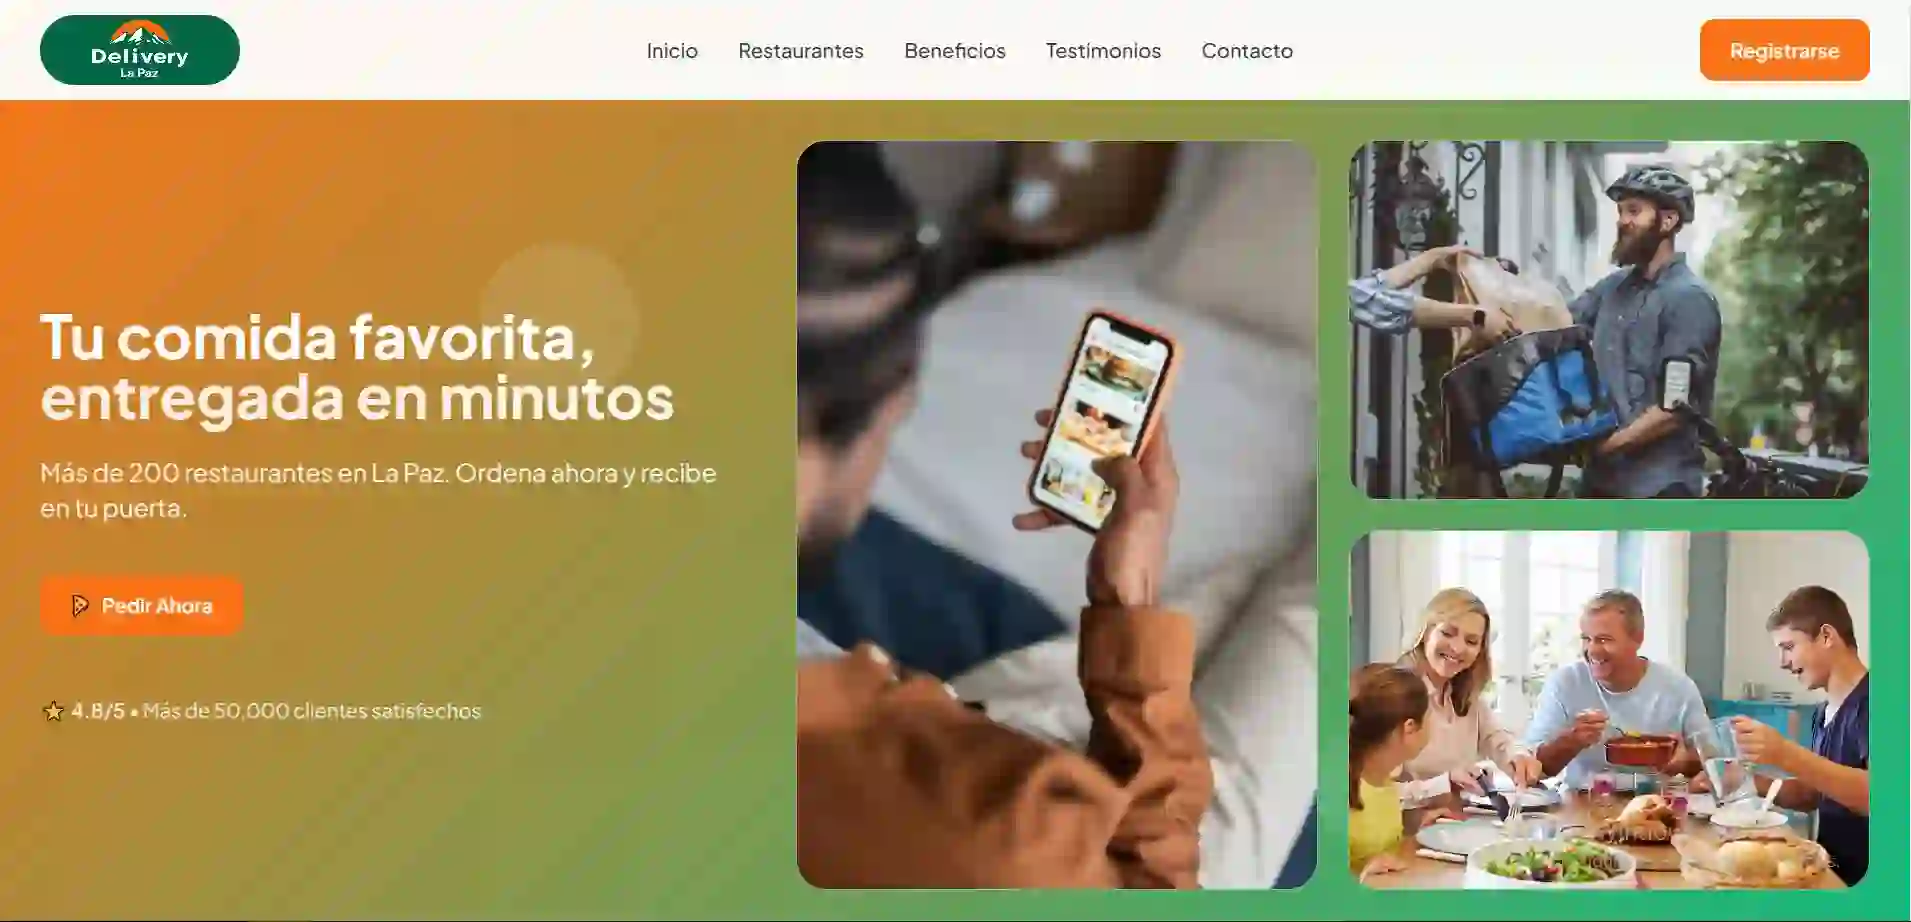 Delivery
La Paz
Inicio
Restaurantes
Beneficios
Testimonios
Contacto
Registrarse
Tu comida favorita,
entregada en minutos
Más de 200 restaurantes en La Paz. Ordena ahora y recibe
en tu puerta.
Pedir Ahora
4.8/5 • Más de 50,000 clientes satisfechos